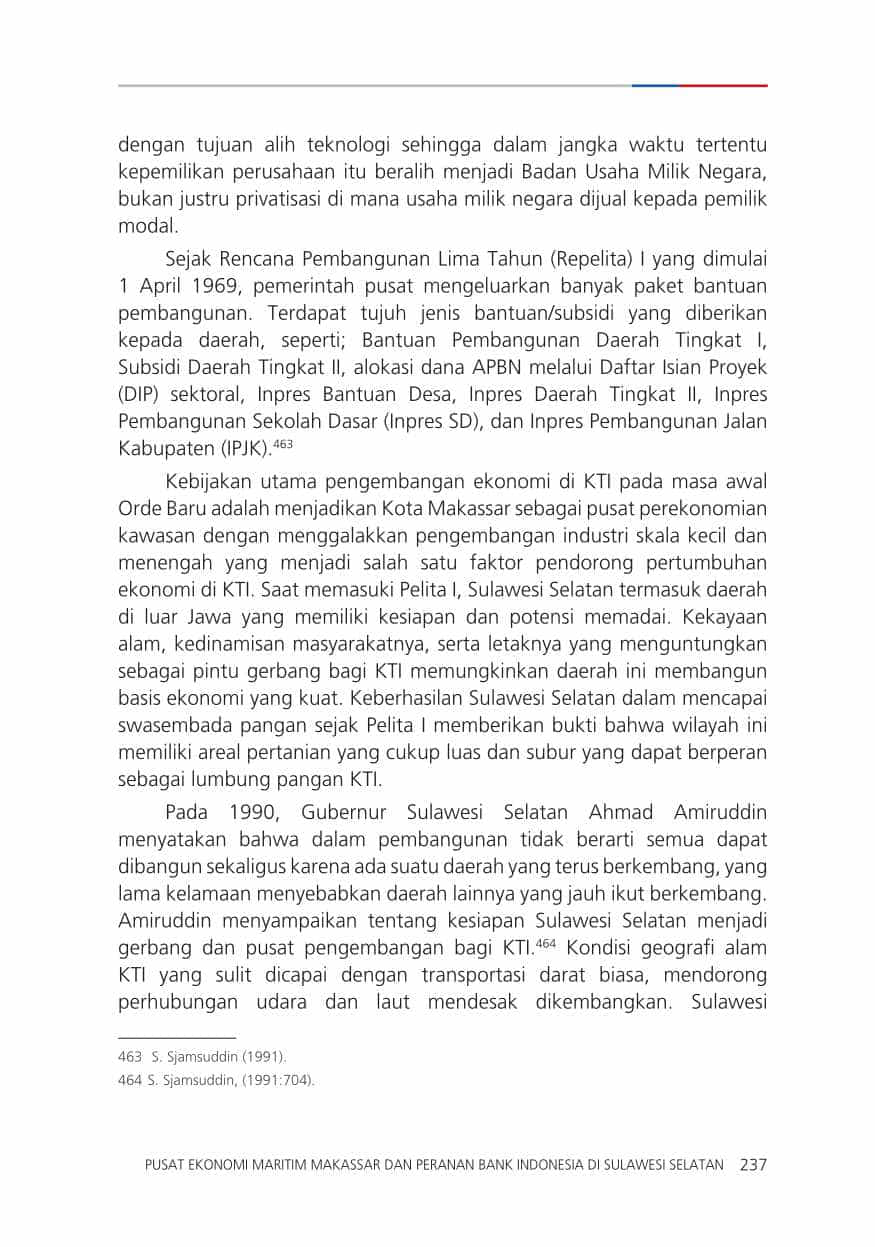 dengan tujuan alih teknologi sehingga dalam jangka waktu tertentu
kepemilikan perusahaan itu beralih menjadi Badan Usaha Milik Negara,
bukan justru privatisasi di mana usaha milik negara dijual kepada pemilik
modal.
Sejak Rencana Pembangunan Lima Tahun (Repelita) I yang dimulai
1 April 1969, pemerintah pusat mengeluarkan banyak paket bantuan
pembangunan. Terdapat tujuh jenis bantuan/subsidi yang diberikan
kepada daerah, seperti; Bantuan Pembangunan Daerah Tingkat I,
Subsidi Daerah Tingkat II, alokasi dana APBN melalui Daftar Isian Proyek
(DIP) sektoral, Inpres Bantuan Desa, Inpres Daerah Tingkat II, Inpres
Pembangunan Sekolah Dasar (Inpres SD), dan Inpres Pembangunan Jalan
Kabupaten (IPJK).463
Kebijakan utama pengembangan ekonomi di KTI pada masa awal
Orde Baru adalah menjadikan Kota Makassar sebagai pusat perekonomian
kawasan dengan menggalakkan pengembangan industri skala kecil dan
menengah yang menjadi salah satu faktor pendorong pertumbuhan
ekonomi di KTI. Saat memasuki Pelita I, Sulawesi Selatan termasuk daerah
di luar Jawa yang memiliki kesiapan dan potensi memadai. Kekayaan
alam, kedinamisan masyarakatnya, serta letaknya yang menguntungkan
sebagai pintu gerbang bagi KTI memungkinkan daerah ini membangun
basis ekonomi yang kuat. Keberhasilan Sulawesi Selatan dalam mencapai
swasembada pangan sejak Pelita I memberikan bukti bahwa wilayah ini
memiliki areal pertanian yang cukup luas dan subur yang dapat berperan
sebagai lumbung pangan KTI.
Pada 1990, Gubernur Sulawesi Selatan Ahmad Amiruddin
menyatakan bahwa dalam pembangunan tidak berarti semua dapat
dibangun sekaligus karena ada suatu daerah yang terus berkembang, yang
lama kelamaan menyebabkan daerah lainnya yang jauh ikut berkembang.
Amiruddin menyampaikan tentang kesiapan Sulawesi Selatan menjadi
gerbang dan pusat pengembangan bagi KTI.464 Kondisi geografi alam
KTI yang sulit dicapai dengan transportasi darat biasa, mendorong
perhubungan udara dan laut mendesak dikembangkan. Sulawesi
463 S. Sjamsuddin (1991).
464 S. Sjamsuddin, (1991:704).
PUSAT EKONOMI MARITIM MAKASSAR DAN PERANAN BANK INDONESIA DI SULAWESI SELATAN 237